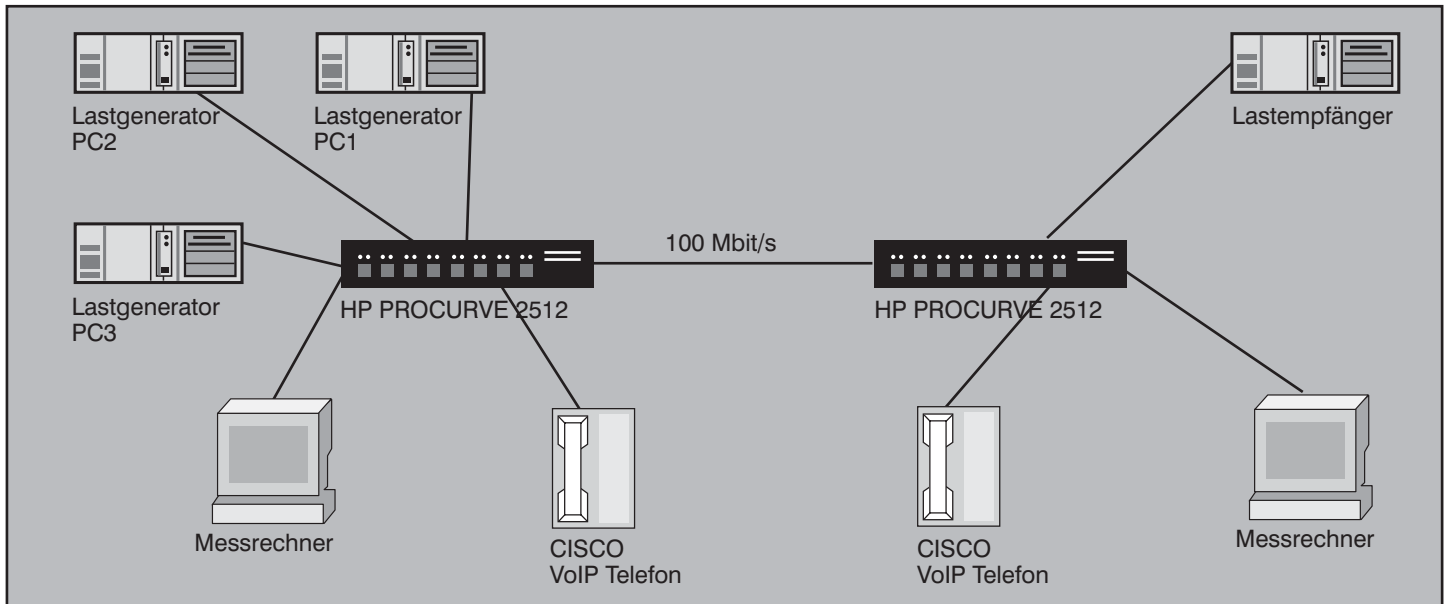 Lastgenerator
PC2
Lastgenerator
PC1
Lastempfänger
Lastgenerator
PC3
100 Mbit/s
HP PROCURVE 2512
HP PROCURVE 2512
Messrechner
CISCO
VoIP Telefon
CISCO
VoIP Telefon
Messrechner